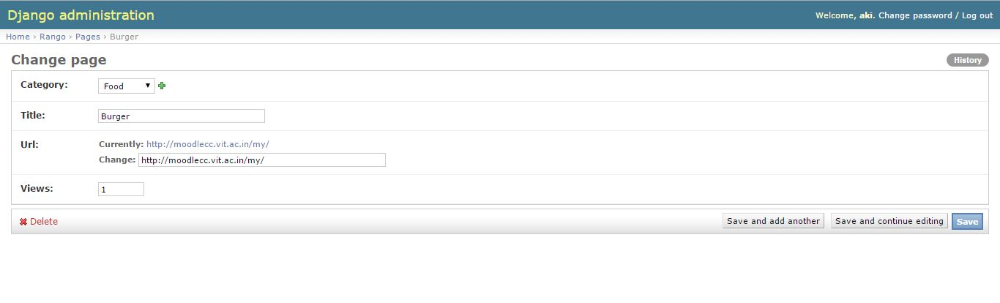 Django administration
Welcome, aki. Change password / Log out
Home › Rango › Pages › Burger
Change page
History
Category: Food
Title: Burger
Url: Currently: http://moodlecc.vit.ac.in/my/
Change: http://moodlecc.vit.ac.in/my/
Views: 1
Delete
Save and add another
Save and continue editing
Save